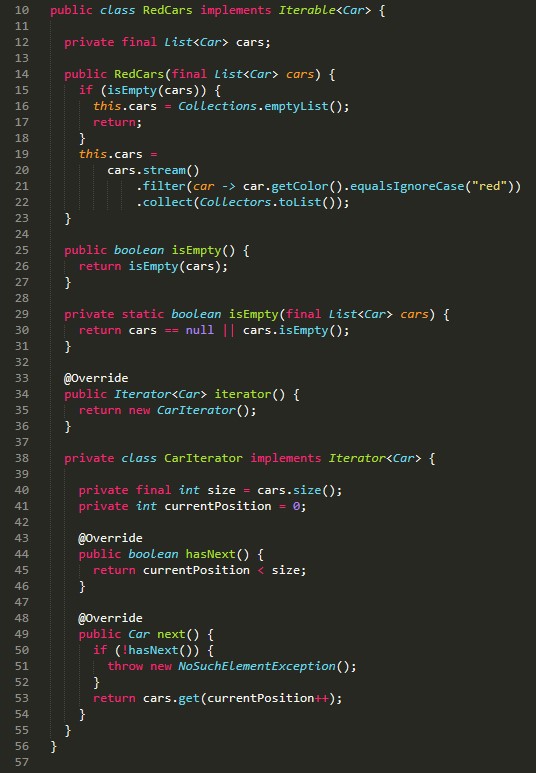 10 public class RedCars implements Iterable<Car> {
11
12   private final List<Car> cars;
13
14   public RedCars(final List<Car> cars) {
15     if (isEmpty(cars)) {
16       this.cars = Collections.emptyList();
17       return;
18     }
19     this.cars =
20         cars.stream()
21             .filter(car -> car.getColor().equalsIgnoreCase("red"))
22             .collect(Collectors.toList());
23   }
24
25   public boolean isEmpty() {
26     return isEmpty(cars);
27   }
28
29   private static boolean isEmpty(final List<Car> cars) {
30     return cars == null || cars.isEmpty();
31   }
32
33   @Override
34   public Iterator<Car> iterator() {
35     return new CarIterator();
36   }
37
38   private class CarIterator implements Iterator<Car> {
39
40     private final int size = cars.size();
41     private int currentPosition = 0;
42
43     @Override
44     public boolean hasNext() {
45       return currentPosition < size;
46     }
47
48     @Override
49     public Car next() {
50       if (!hasNext()) {
51         throw new NoSuchElementException();
52       }
53       return cars.get(currentPosition++);
54     }
55   }
56 }
57